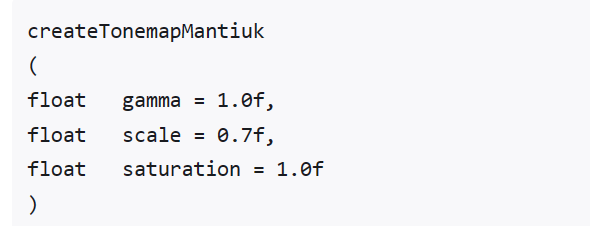 createTonemapMantiuk
(
float   gamma = 1.0f,
float   scale = 0.7f,
float   saturation = 1.0f
)